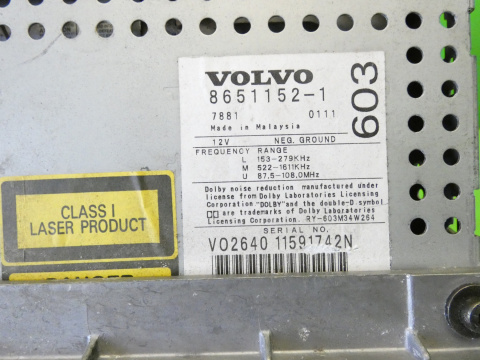 VOLVO
8651152-1
7881 0111
Made in Malaysia
603
12V NEG. GROUND
FREQUENCY RANGE
L 153-279KHz
M 522-1611KHz
U 87.5-108.0MHz
Dolby noise reduction manufactured under
license from Dolby Laboratories Licensing
Corporation "DOLBY" and the double-D symbol
are trademarks of Dolby Laboratories
Licensing Corporation. RY-603M34W264
SERIAL NO.
VO2640 11591742N
CLASS I
LASER PRODUCT
DANGER